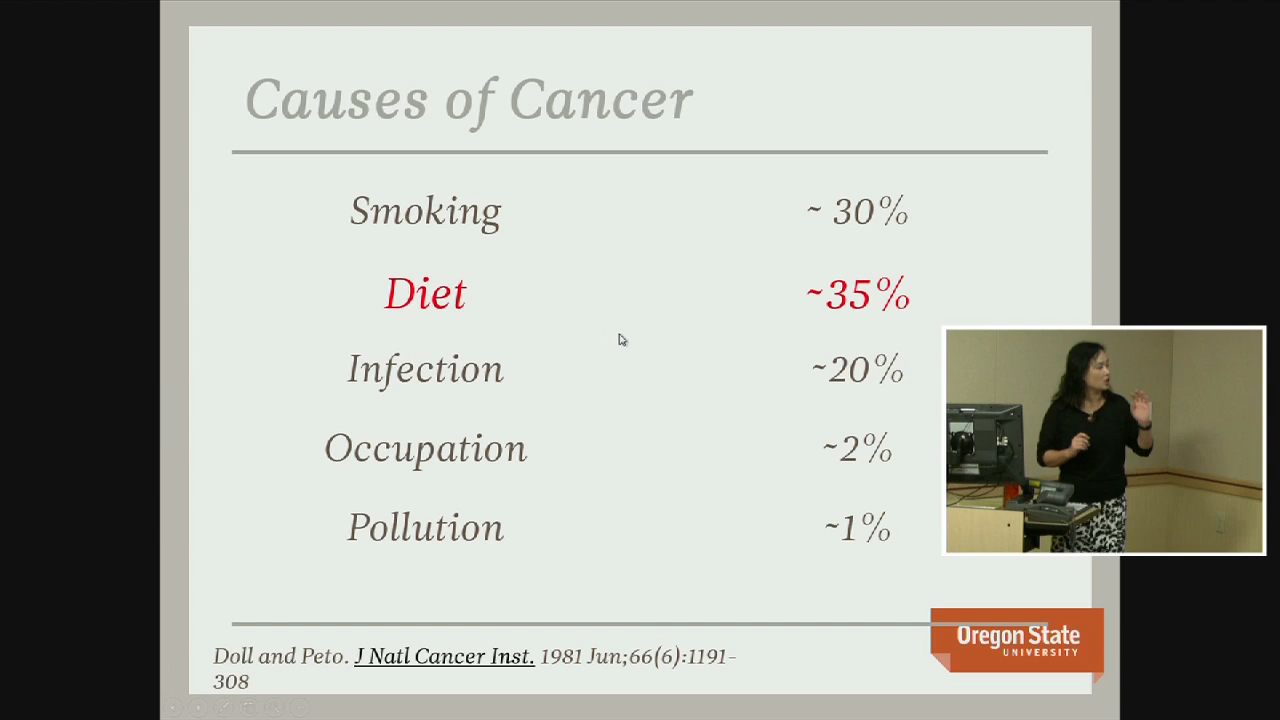 Causes of Cancer
Smoking ~ 30%
Diet ~35%
Infection ~20%
Occupation ~2%
Pollution ~1%
Doll and Peto. J Natl Cancer Inst. 1981 Jun;66(6):1191-
308
Oregon State
UNIVERSITY